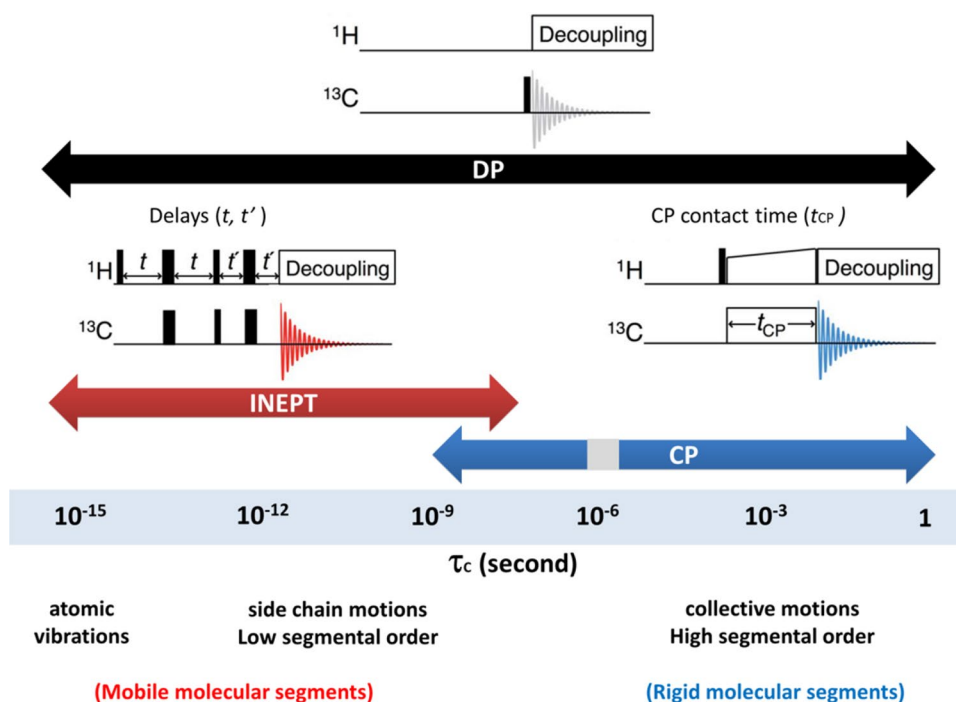 ¹H Decoupling
¹³C
DP
Delays (t, t′ )
CP contact time (tCP )
¹H t t t′ t′ Decoupling
¹H Decoupling
¹³C
¹³C tCP
INEPT
CP
10⁻¹⁵ 10⁻¹² 10⁻⁹ 10⁻⁶ 10⁻³ 1
τc (second)
atomic
vibrations
side chain motions
Low segmental order
collective motions
High segmental order
(Mobile molecular segments)
(Rigid molecular segments)